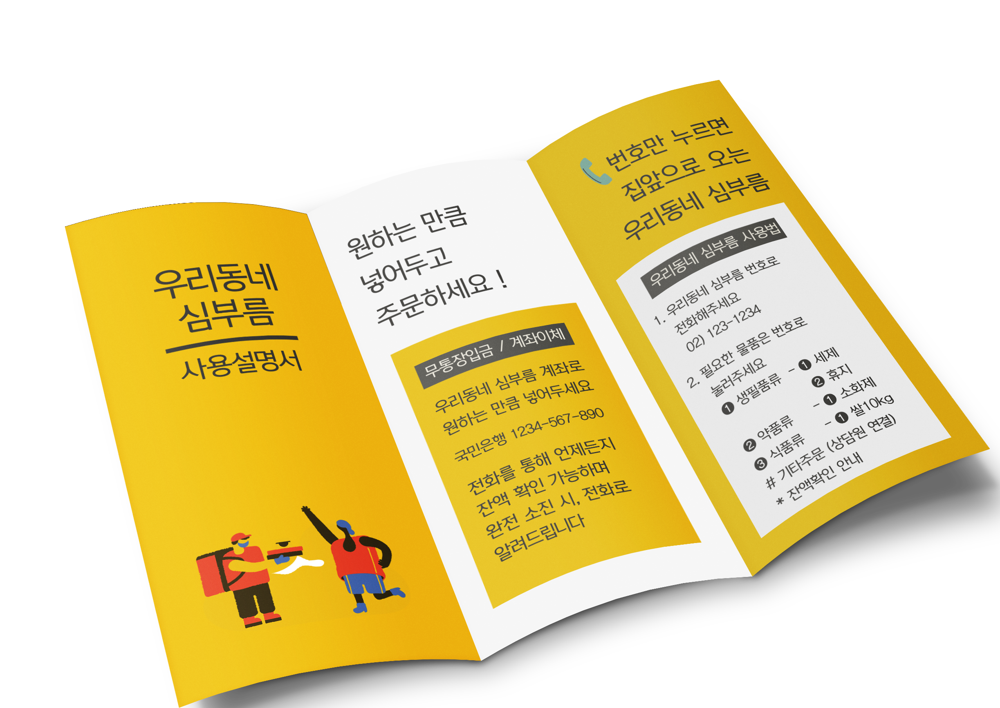 우리동네
심부름
사용설명서
원하는 만큼
넣어두고
주문하세요 !
무통장입금 / 계좌이체
우리동네 심부름 계좌로
원하는 만큼 넣어두세요
국민은행 1234-567-890
전화를 통해 언제든지
잔액 확인 가능하며
완전 소진 시, 전화로
알려드립니다
번호만 누르면
집앞으로 오는
우리동네 심부름
우리동네 심부름 사용법
1. 우리동네 심부름 번호로
전화해주세요
02) 123-1234
2. 필요한 물품은 번호로
눌러주세요
❶ 생필품류 - ❶ 세제
❷ 휴지
❷ 약품류 - ❶ 소화제
❸ 식품류 - ❶ 쌀10kg
# 기타주문 (상담원 연결)
* 잔액확인 안내